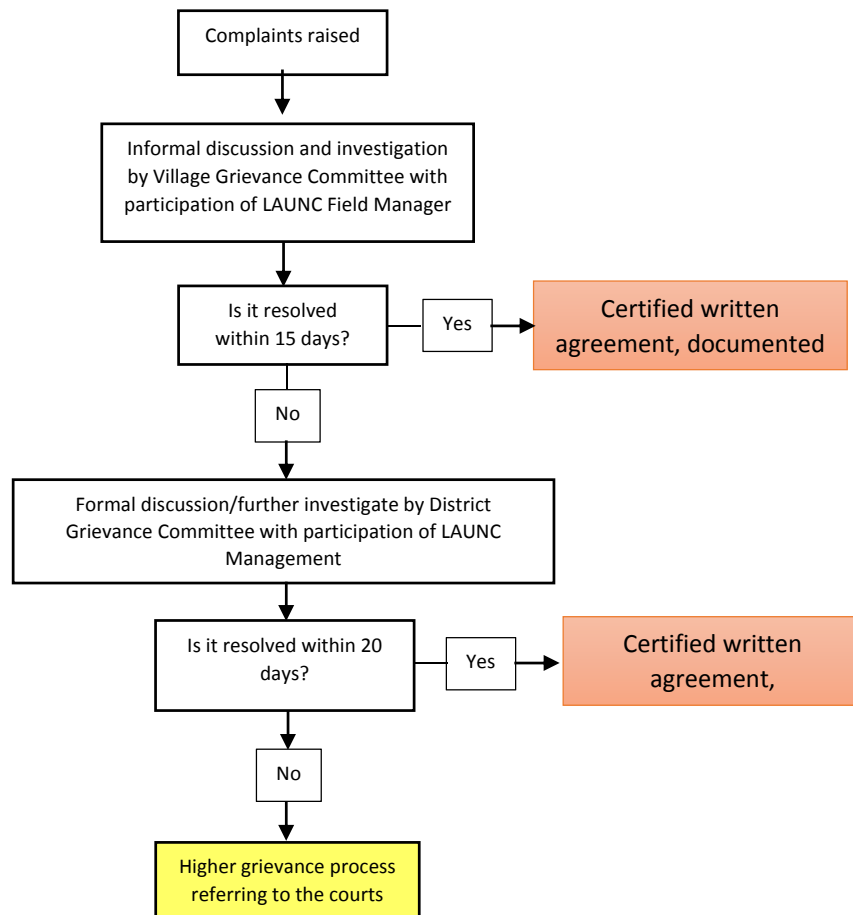 Complaints raised
Informal discussion and investigation
by Village Grievance Committee with
participation of LAUNC Field Manager
Is it resolved
within 15 days?
Yes
Certified written
agreement, documented
No
Formal discussion/further investigate by District
Grievance Committee with participation of LAUNC
Management
Is it resolved within 20
days?
Yes
Certified written
agreement,
No
Higher grievance process
referring to the courts